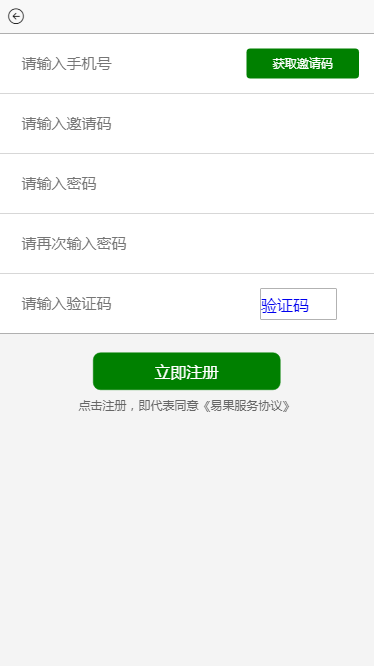 请输入手机号 获取邀请码
请输入邀请码
请输入密码
请再次输入密码
请输入验证码 验证码
立即注册
点击注册，即代表同意《易果服务协议》